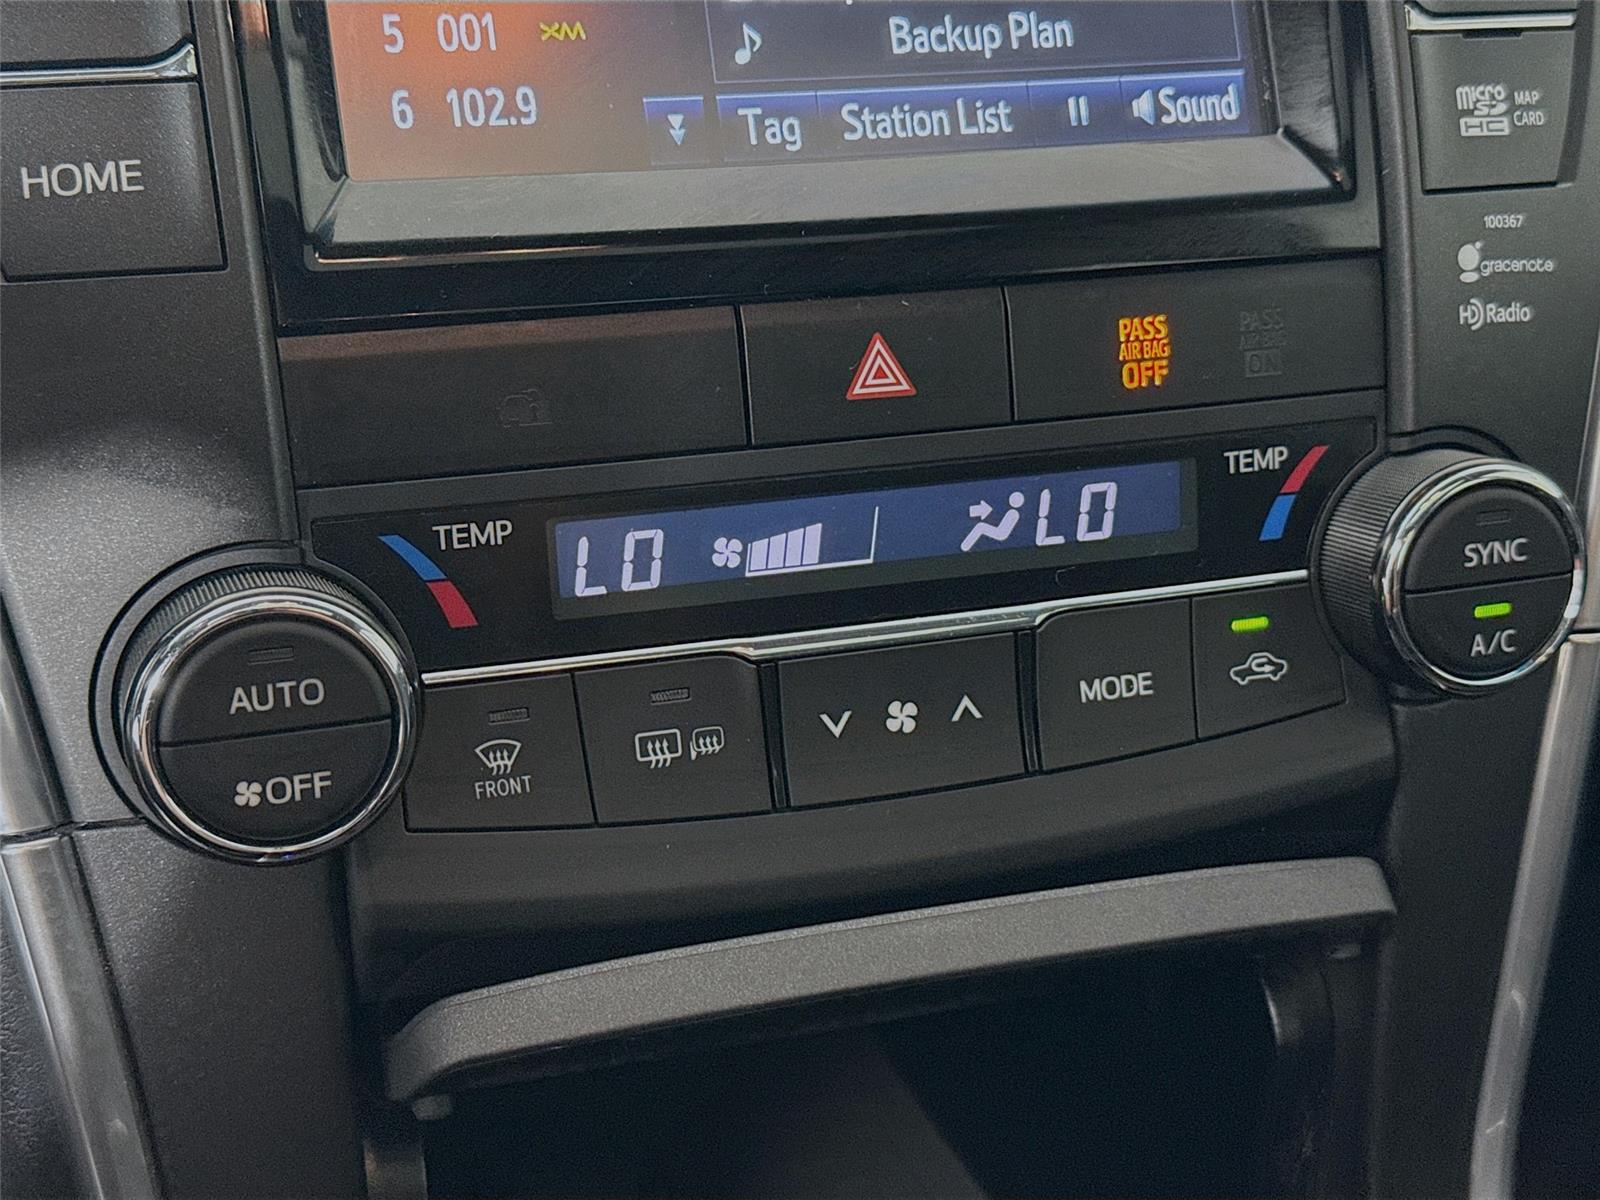 5 001 XM
Backup Plan
6 102.9
Tag
Station List
Sound
HOME
micro
SD
HC
MAP
CARD
100367
gracenote
HD Radio
PASS
AIR BAG
OFF
PASS
AIR BAG
ON
TEMP
LO
LO
TEMP
SYNC
A/C
AUTO
OFF
FRONT
MODE